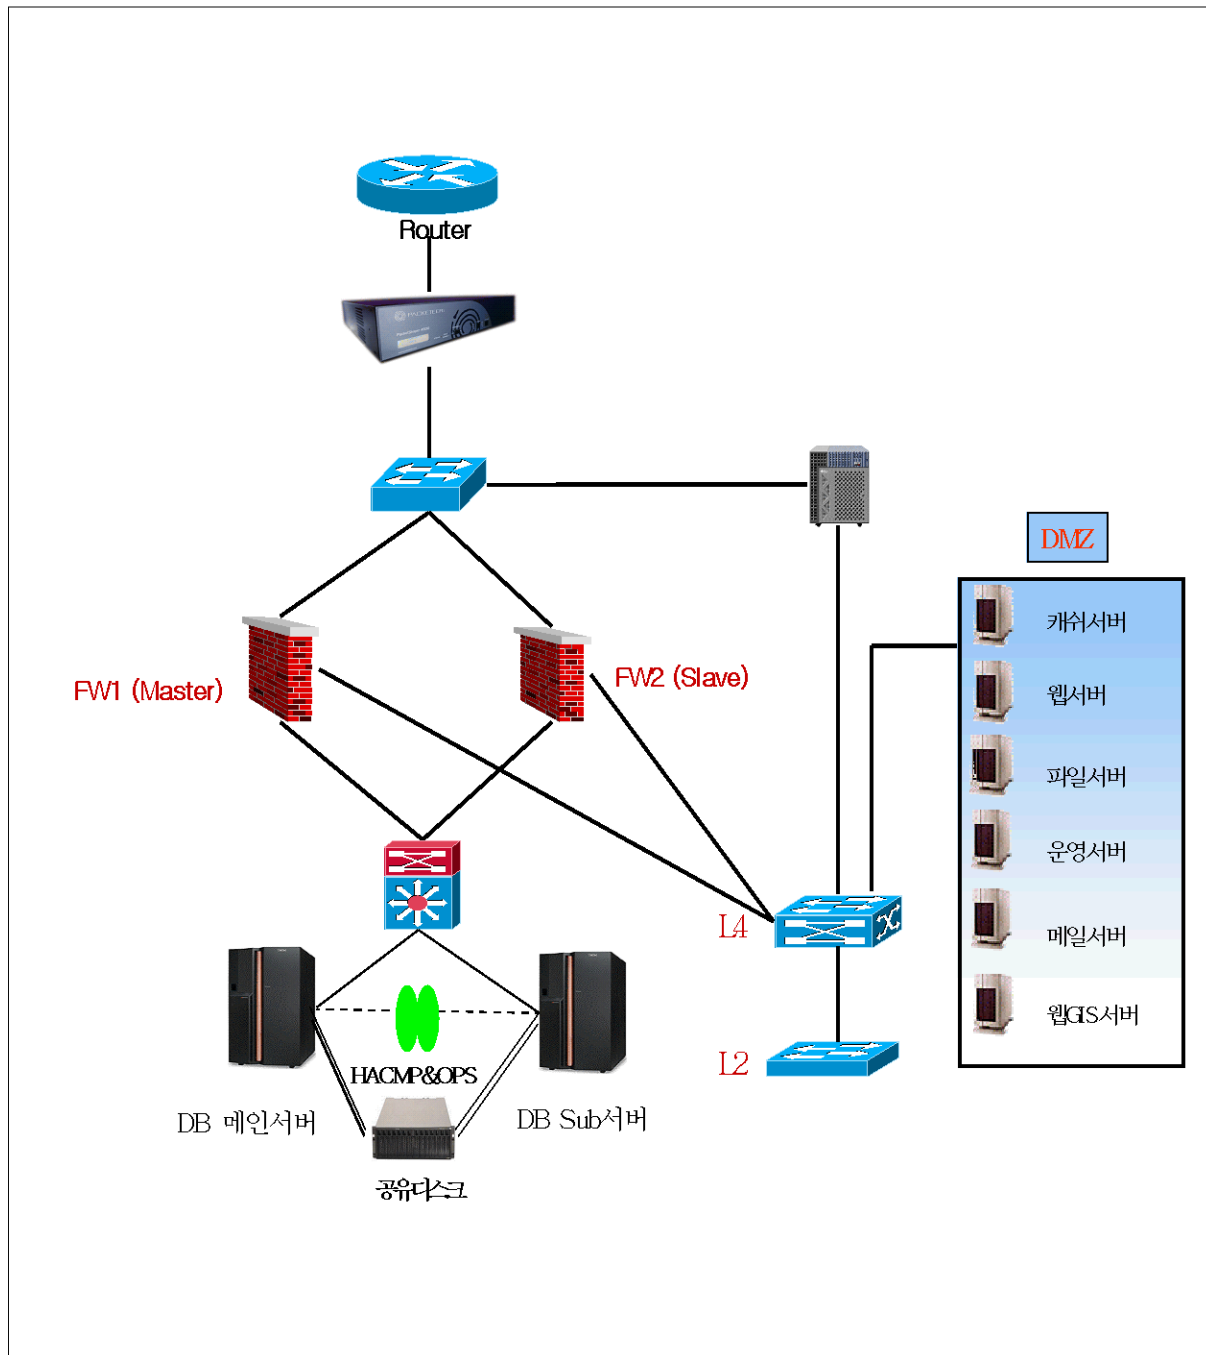 Router
PACKETEER
DMZ
캐쉬서버
웹서버
FW1 (Master)
FW2 (Slave)
파일서버
운영서버
L4
메일서버
웹GIS서버
L2
HACMP&OPS
DB 메인서버
DB Sub서버
공유디스크